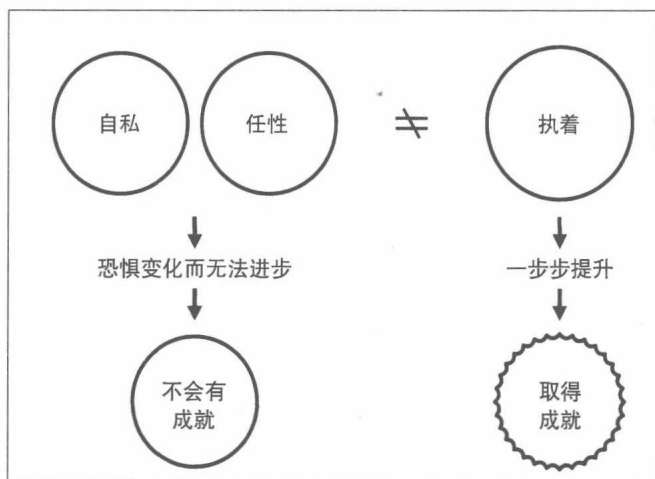 自私 任性 ≠ 执着
恐惧变化而无法进步 一步步提升
不会有 取得
成就 成就